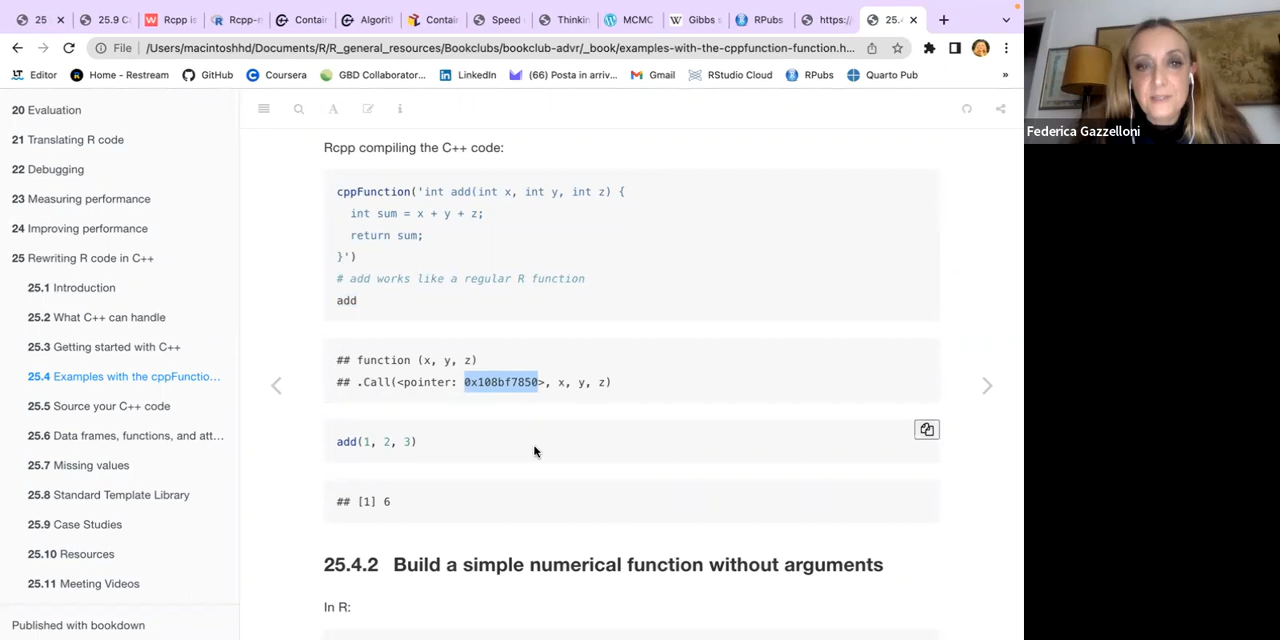 25
25.9 C
Rcpp is
Rcpp-r
Contain
Algorit
Contain
Speed
Thinkin
MCMC
Gibbs s
RPubs
https:/
25.4
File
/Users/macintoshhd/Documents/R/R_general_resources/Bookclubs/bookclub-advr/_book/examples-with-the-cppfunction-function.h...
Editor
Home - Restream
GitHub
Coursera
GBD Collaborator...
LinkedIn
(66) Posta in arriv...
Gmail
RStudio Cloud
RPubs
Quarto Pub
»
20 Evaluation
21 Translating R code
22 Debugging
23 Measuring performance
24 Improving performance
25 Rewriting R code in C++
25.1 Introduction
25.2 What C++ can handle
25.3 Getting started with C++
25.4 Examples with the cppFunctio...
25.5 Source your C++ code
25.6 Data frames, functions, and att...
25.7 Missing values
25.8 Standard Template Library
25.9 Case Studies
25.10 Resources
25.11 Meeting Videos
Published with bookdown
Rcpp compiling the C++ code:
cppFunction('int add(int x, int y, int z) {
int sum = x + y + z;
return sum;
}')
# add works like a regular R function
add
## function (x, y, z)
## .Call(<pointer: 0x108bf7850>, x, y, z)
add(1, 2, 3)
## [1] 6
25.4.2 Build a simple numerical function without arguments
In R:
Federica Gazzelloni